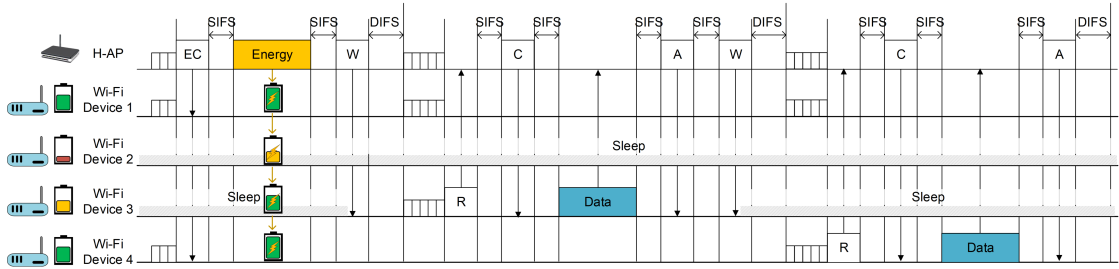 SIFS SIFS DIFS SIFS SIFS SIFS SIFS DIFS SIFS SIFS SIFS DIFS
H-AP EC Energy W C A W C A
Wi-Fi
Device 1
Wi-Fi
Device 2
Sleep
Wi-Fi
Device 3
Sleep R Data Sleep
Wi-Fi
Device 4
R Data